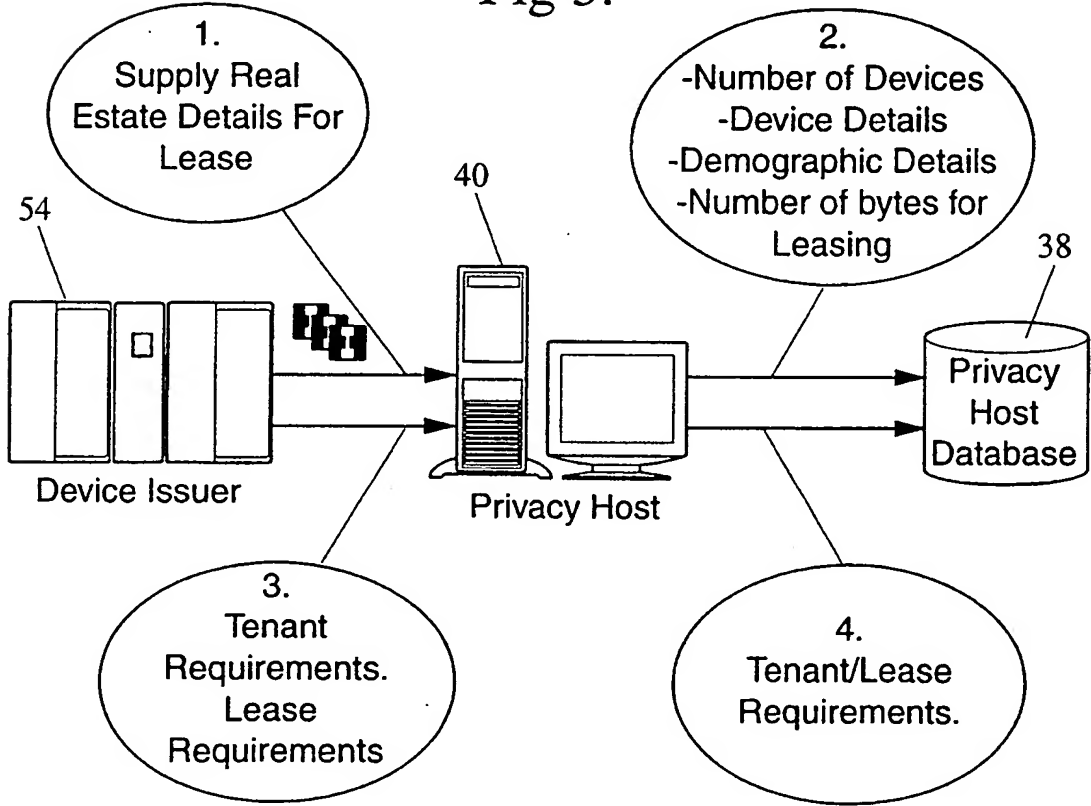 1.
Supply Real
Estate Details For
Lease
2.
-Number of Devices
-Device Details
-Demographic Details
-Number of bytes for
Leasing
54
40
38
Privacy
Host
Database
Device Issuer
Privacy Host
3.
Tenant
Requirements.
Lease
Requirements
4.
Tenant/Lease
Requirements.